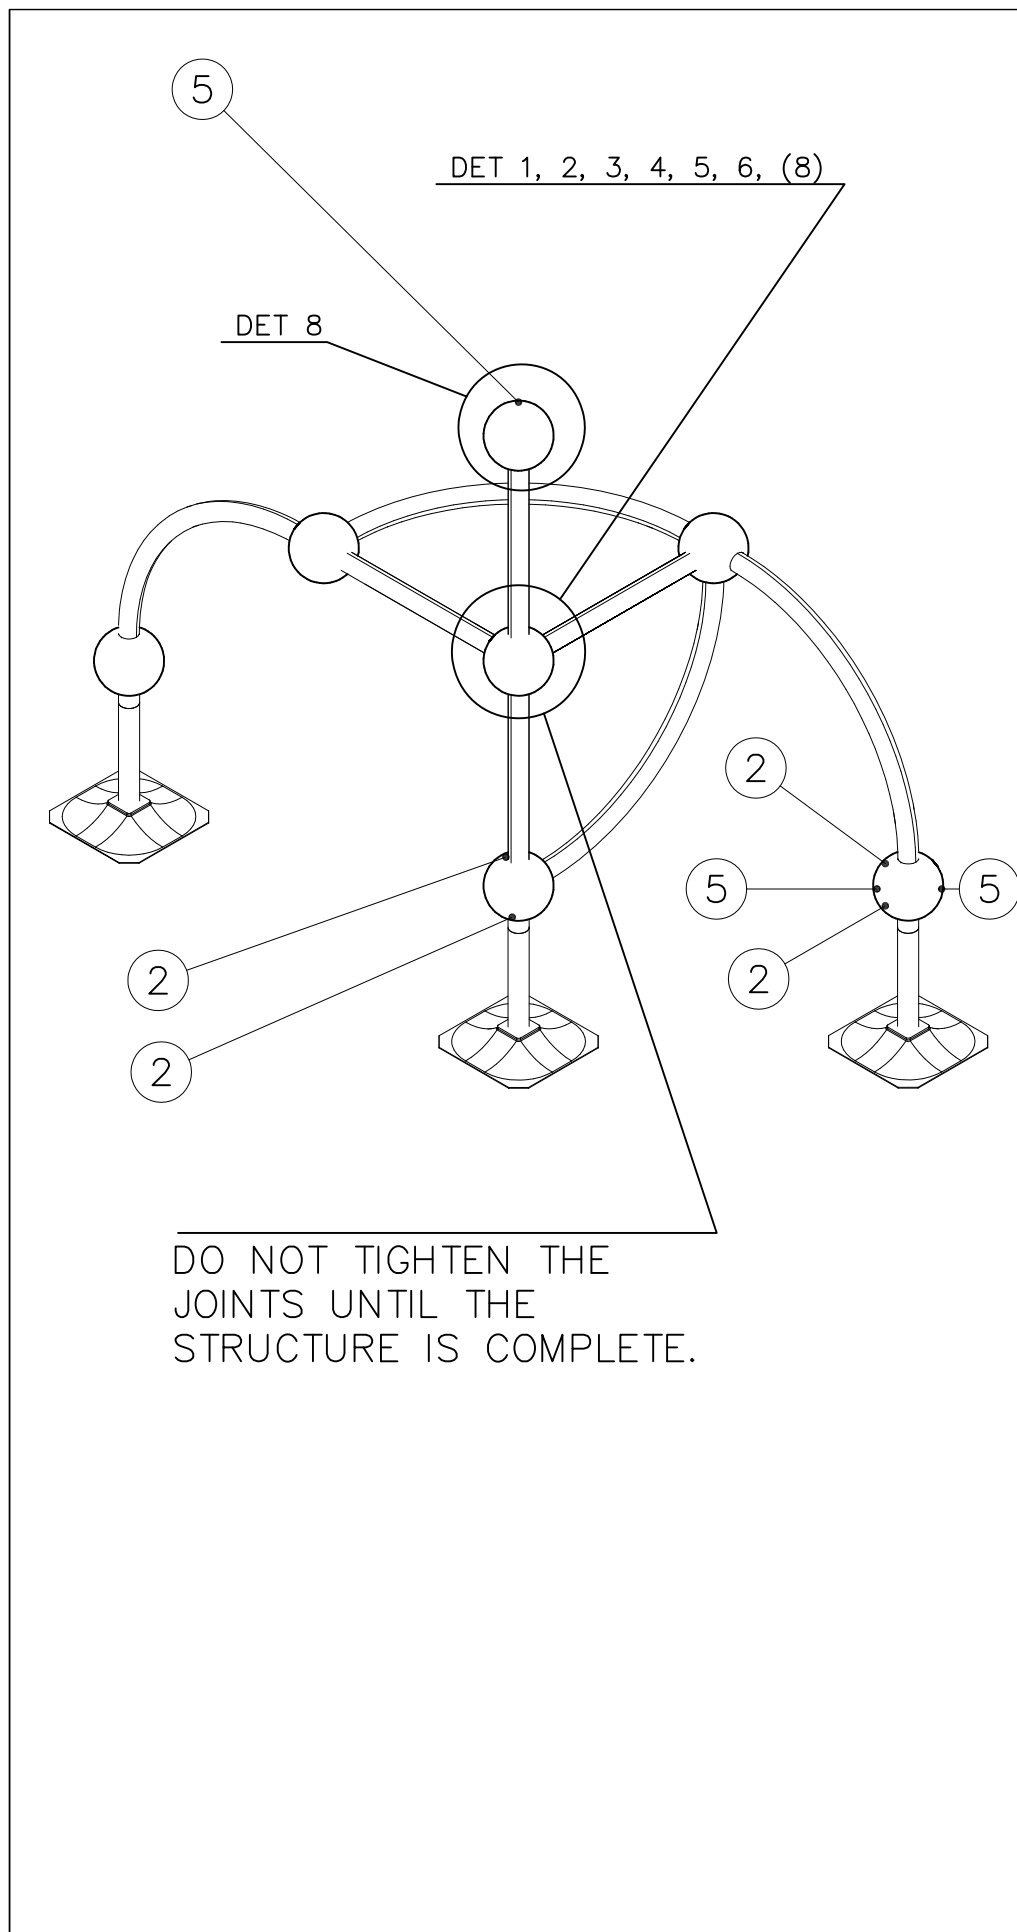 5
DET 1, 2, 3, 4, 5, 6, (8)
DET 8
2
5
5
2
2
2
DO NOT TIGHTEN THE
JOINTS UNTIL THE
STRUCTURE IS COMPLETE.